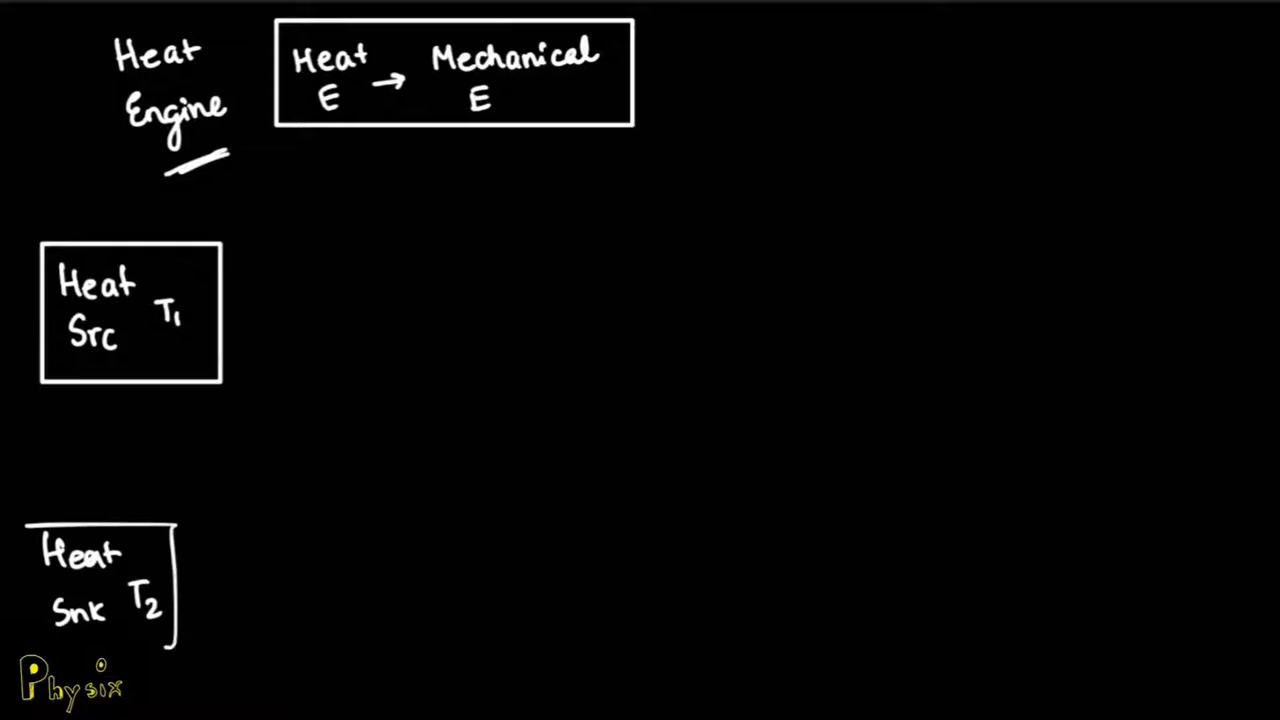 Heat
Engine
Heat → Mechanical
E E
Heat
Src T₁
Heat
Snk T₂
Physix